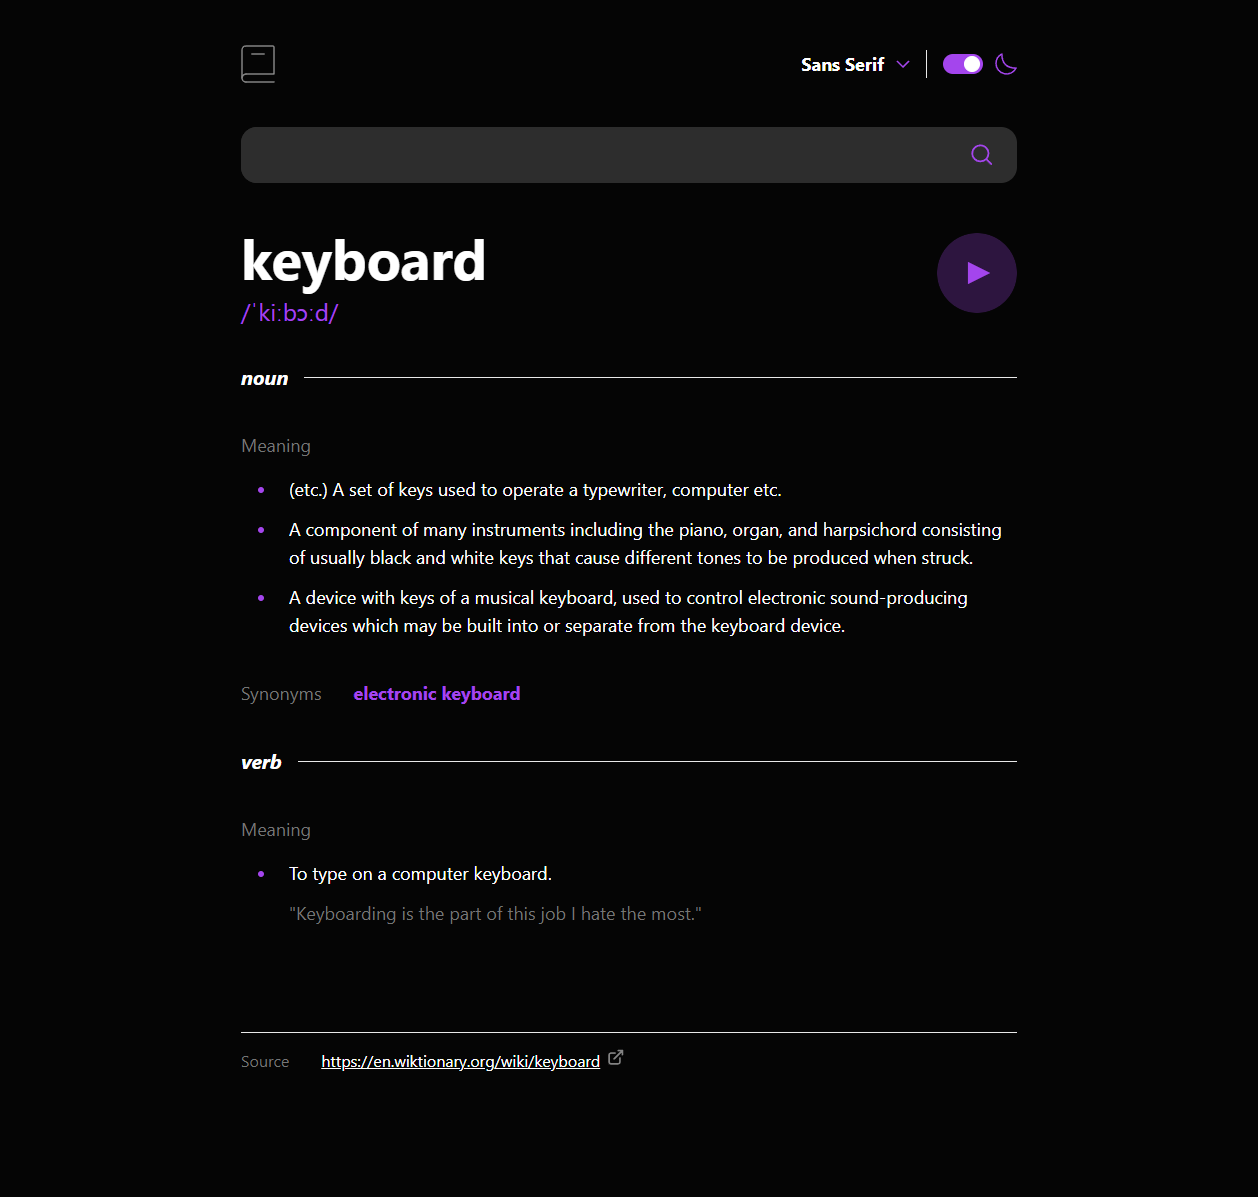 Sans Serif
keyboard
/ˈkiːbɔːd/
noun
Meaning
(etc.) A set of keys used to operate a typewriter, computer etc.
A component of many instruments including the piano, organ, and harpsichord consisting
of usually black and white keys that cause different tones to be produced when struck.
A device with keys of a musical keyboard, used to control electronic sound-producing
devices which may be built into or separate from the keyboard device.
Synonyms electronic keyboard
verb
Meaning
To type on a computer keyboard.
"Keyboarding is the part of this job I hate the most."
Source https://en.wiktionary.org/wiki/keyboard